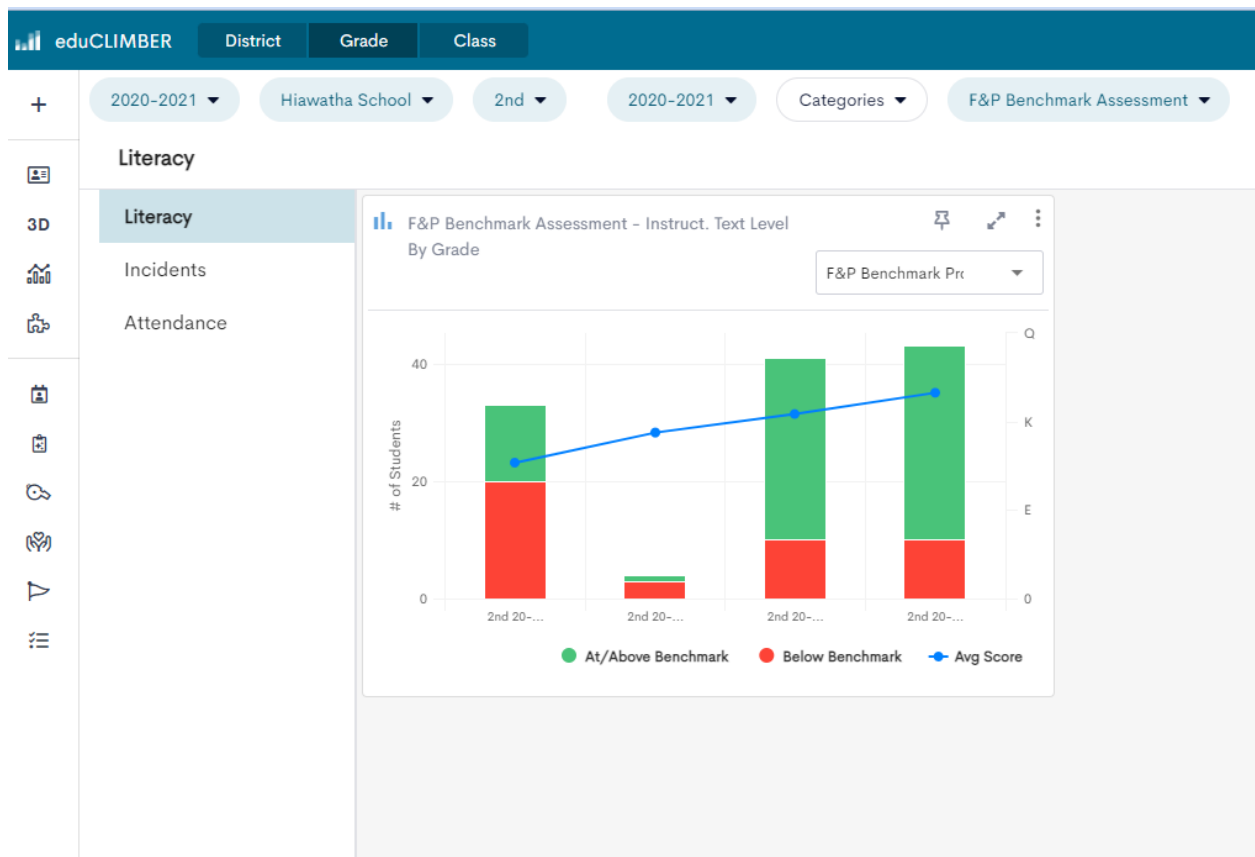 eduCLIMBER District Grade Class
2020-2021 Hiawatha School 2nd 2020-2021 Categories F&P Benchmark Assessment
Literacy
3D
Literacy
Incidents
Attendance
F&P Benchmark Assessment - Instruct. Text Level
By Grade
F&P Benchmark Pro
# of Students
40
20
0
Q
K
E
0
2nd 20-... 2nd 20-... 2nd 20-... 2nd 20-...
At/Above Benchmark Below Benchmark Avg Score